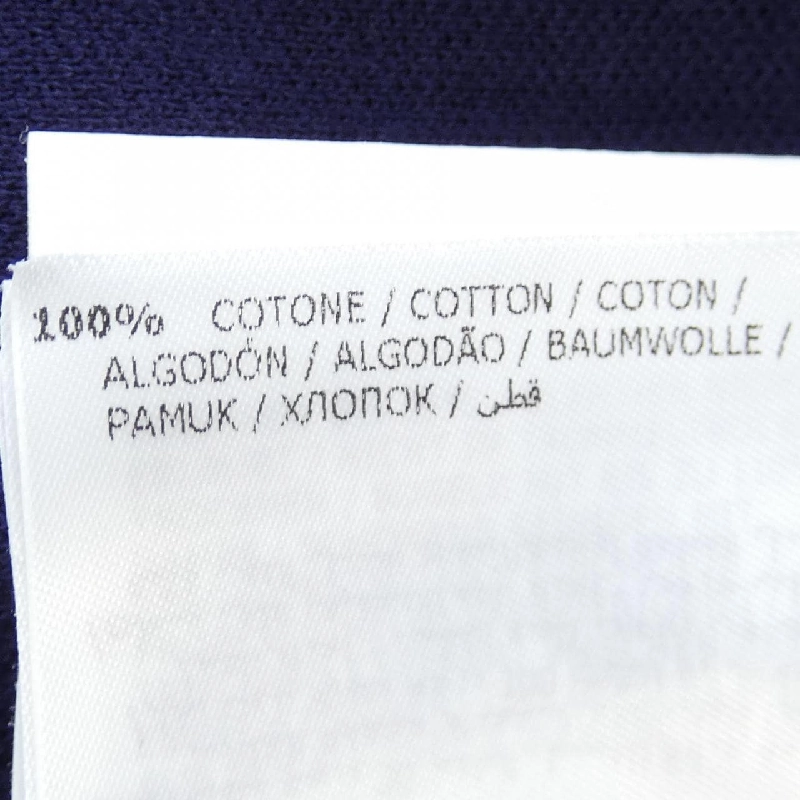 100% COTONE / COTTON / COTON /
ALGODÓN / ALGODÃO / BAUMWOLLE /
PAMUK / ХЛОПОК / قطن